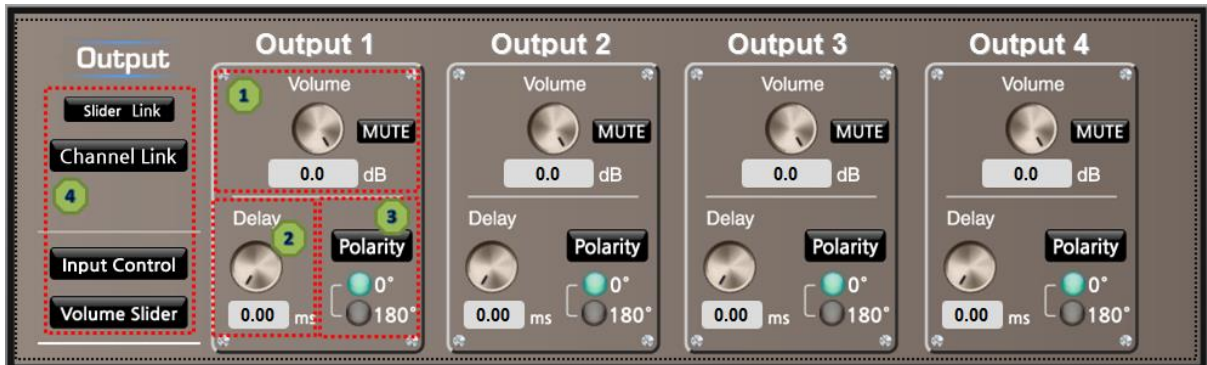 Output
Slider Link
Channel Link
4
Input Control
Volume Slider
Output 1
1
Volume
MUTE
0.0 dB
Delay
2
0.00 ms
3
Polarity
0°
180°
Output 2
Volume
MUTE
0.0 dB
Delay
0.00 ms
Polarity
0°
180°
Output 3
Volume
MUTE
0.0 dB
Delay
0.00 ms
Polarity
0°
180°
Output 4
Volume
MUTE
0.0 dB
Delay
0.00 ms
Polarity
0°
180°